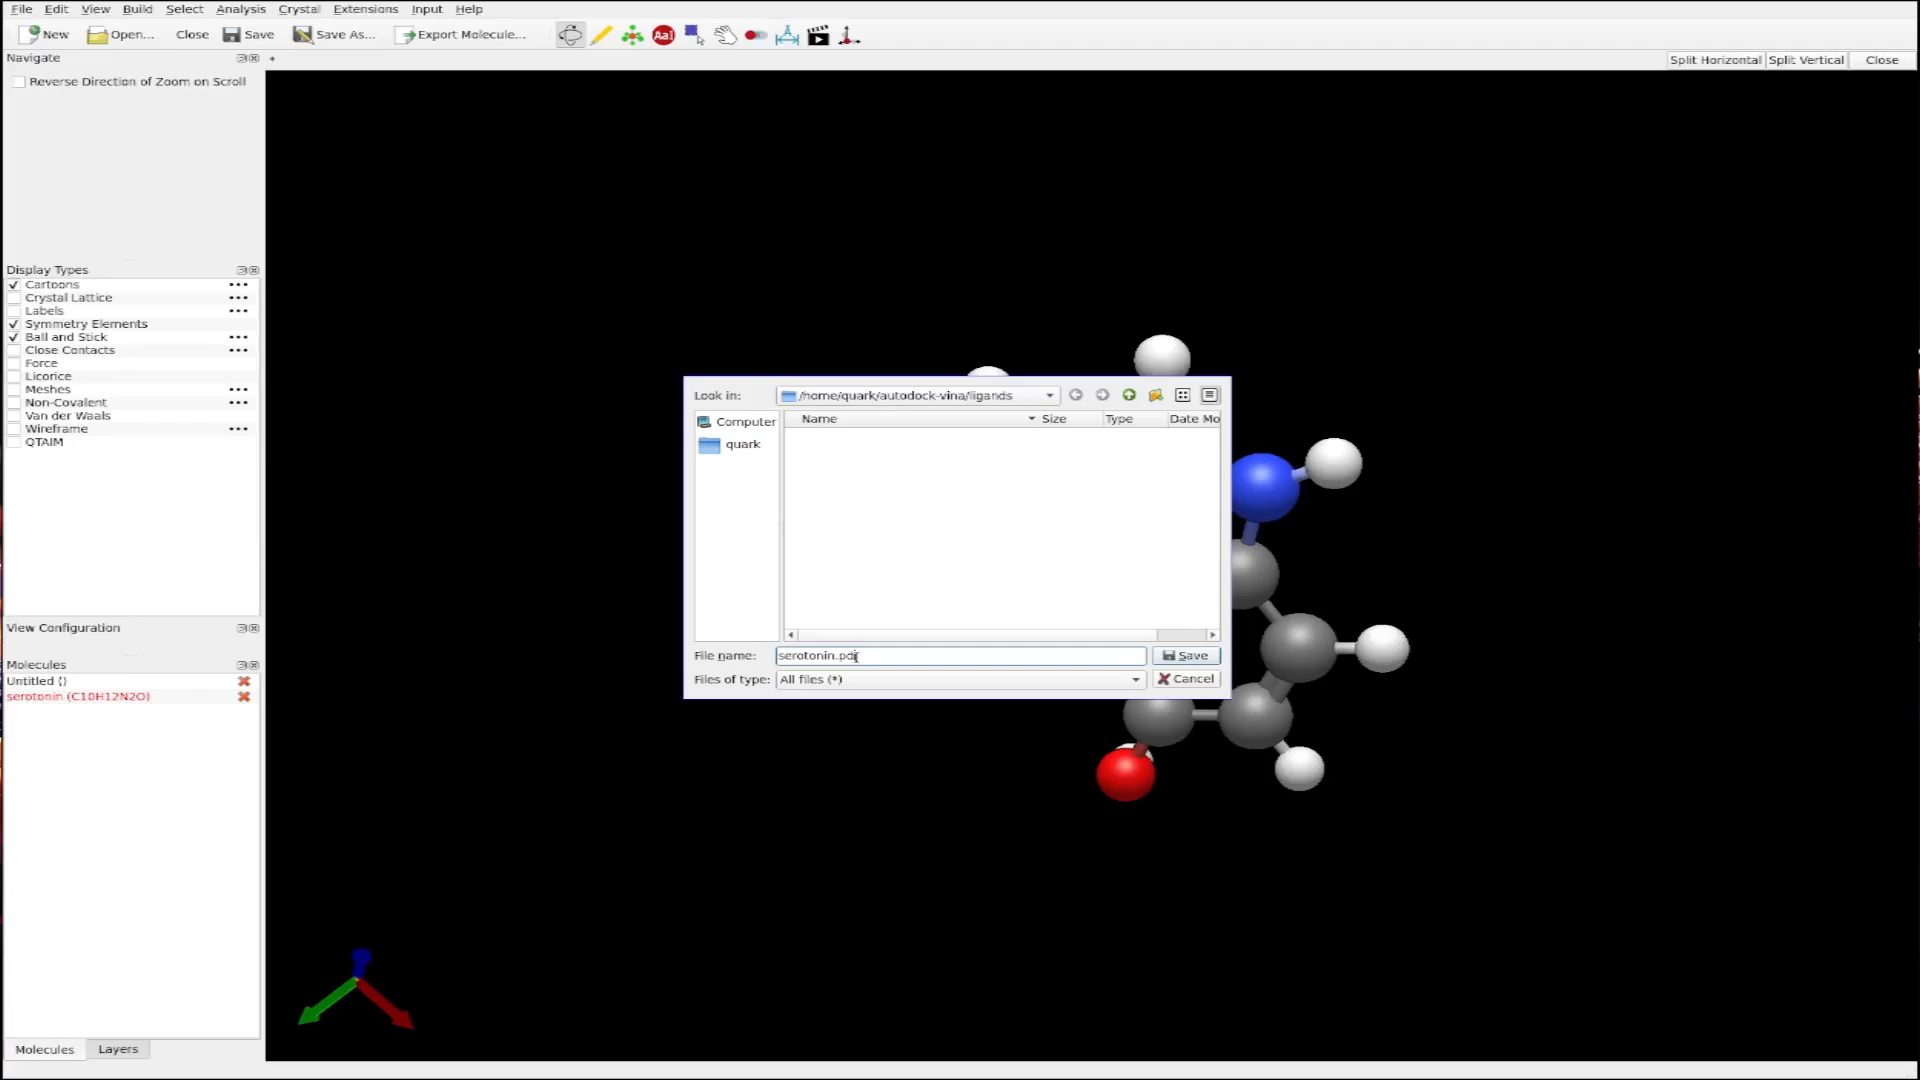 File Edit View Build Select Analysis Crystal Extensions Input Help
New Open... Close Save Save As... Export Molecule... Aa!
Navigate
Split Horizontal Split Vertical Close
Reverse Direction of Zoom on Scroll
Display Types
Cartoons
Crystal Lattice
Labels
Symmetry Elements
Ball and Stick
Close Contacts
Force
Licorice
Meshes
Non-Covalent
Van der Waals
Wireframe
QTAIM
View Configuration
Molecules
Untitled ()
serotonin (C10H12N2O)
Molecules Layers
Look in: /home/quark/autodock-vina/ligands
Computer
quark
Name Size Type Date Mo
File name: serotonin.pd
Save
Files of type: All files (*)
Cancel